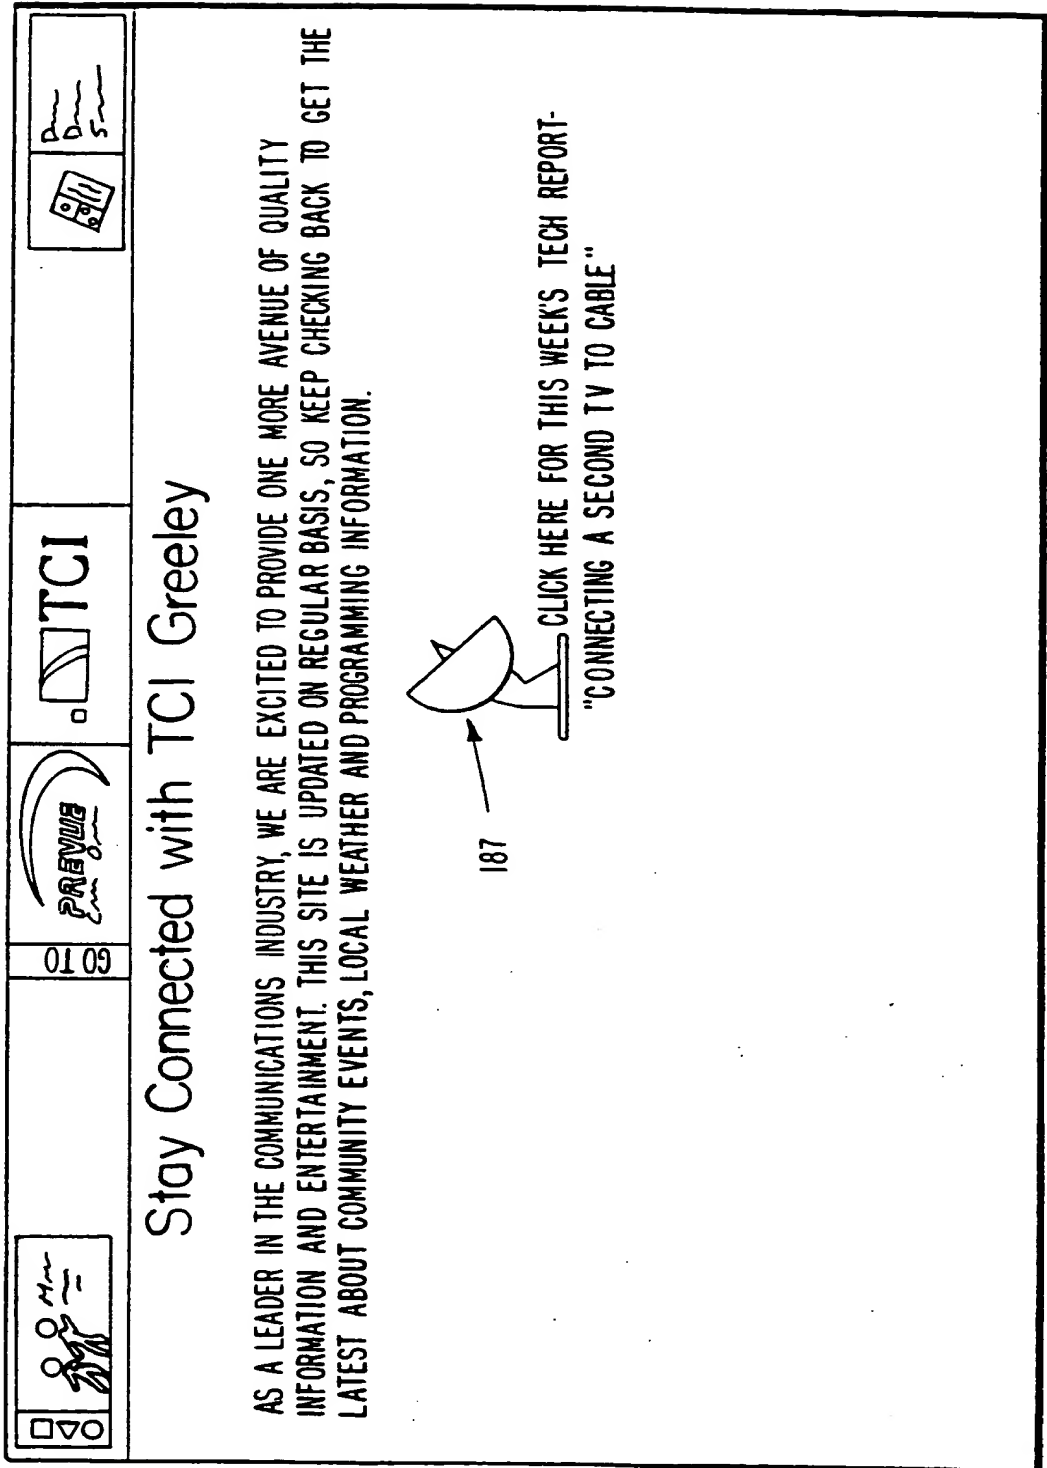 GO TO
PREVUE
TCI
Stay Connected with TCI Greeley
AS A LEADER IN THE COMMUNICATIONS INDUSTRY, WE ARE EXCITED TO PROVIDE ONE MORE AVENUE OF QUALITY
INFORMATION AND ENTERTAINMENT. THIS SITE IS UPDATED ON REGULAR BASIS, SO KEEP CHECKING BACK TO GET THE
LATEST ABOUT COMMUNITY EVENTS, LOCAL WEATHER AND PROGRAMMING INFORMATION.
187
CLICK HERE FOR THIS WEEK'S TECH REPORT-
"CONNECTING A SECOND TV TO CABLE"